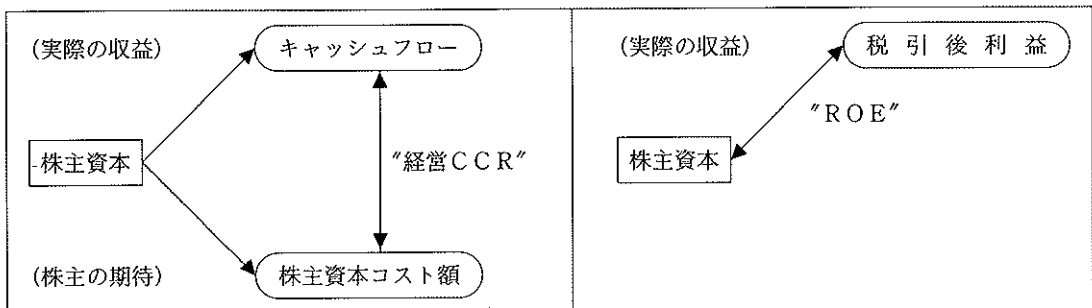 (実際の収益)
キャッシュフロー
株主資本
〝経営CCR〞
(株主の期待)
株主資本コスト額
(実際の収益)
税引後利益
〝ROE〞
株主資本